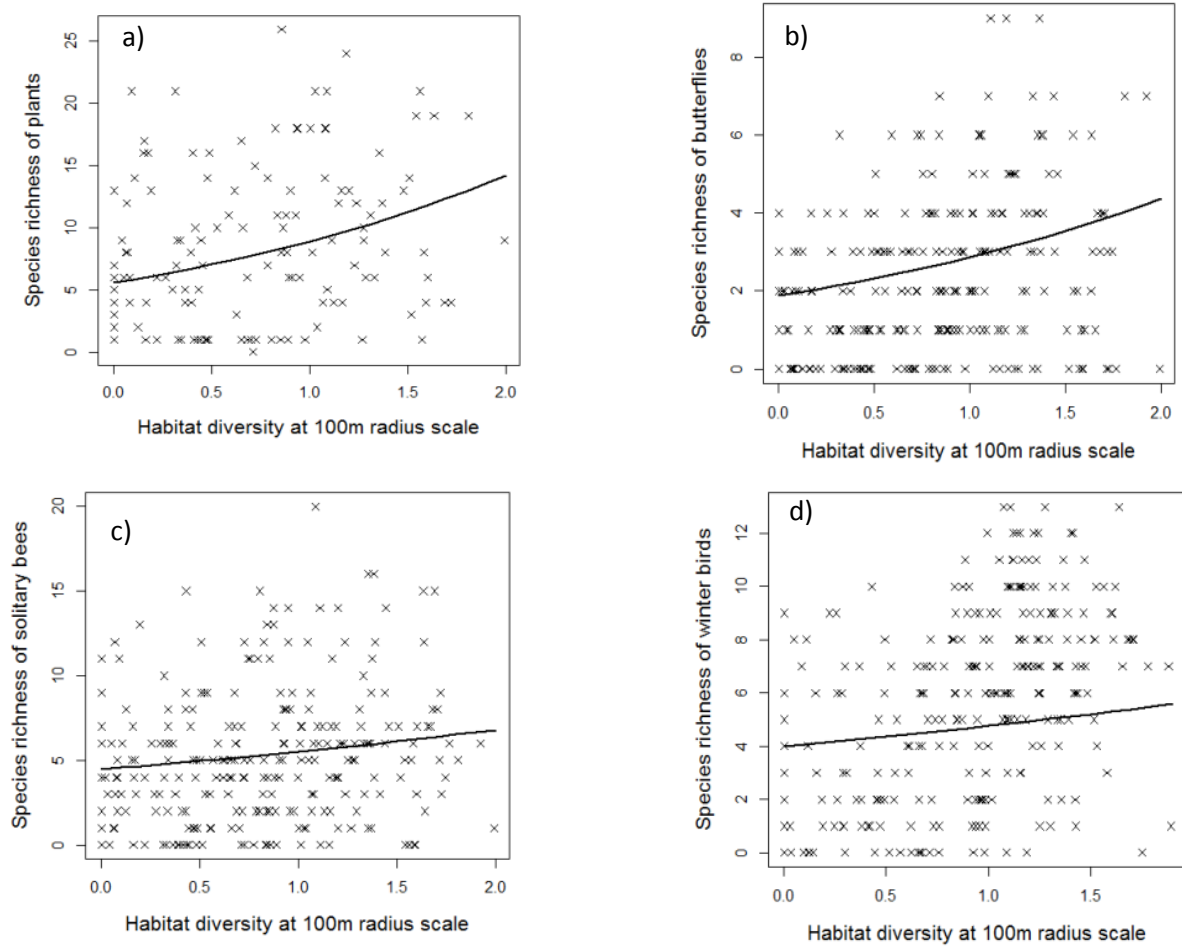 a)
Species richness of plants
25
20
15
10
5
0
0.0 0.5 1.0 1.5 2.0
Habitat diversity at 100m radius scale
b)
Species richness of butterflies
8
6
4
2
0
0.0 0.5 1.0 1.5 2.0
Habitat diversity at 100m radius scale
c)
Species richness of solitary bees
20
15
10
5
0
0.0 0.5 1.0 1.5 2.0
Habitat diversity at 100m radius scale
d)
Species richness of winter birds
12
10
8
6
4
2
0
0.0 0.5 1.0 1.5
Habitat diversity at 100m radius scale